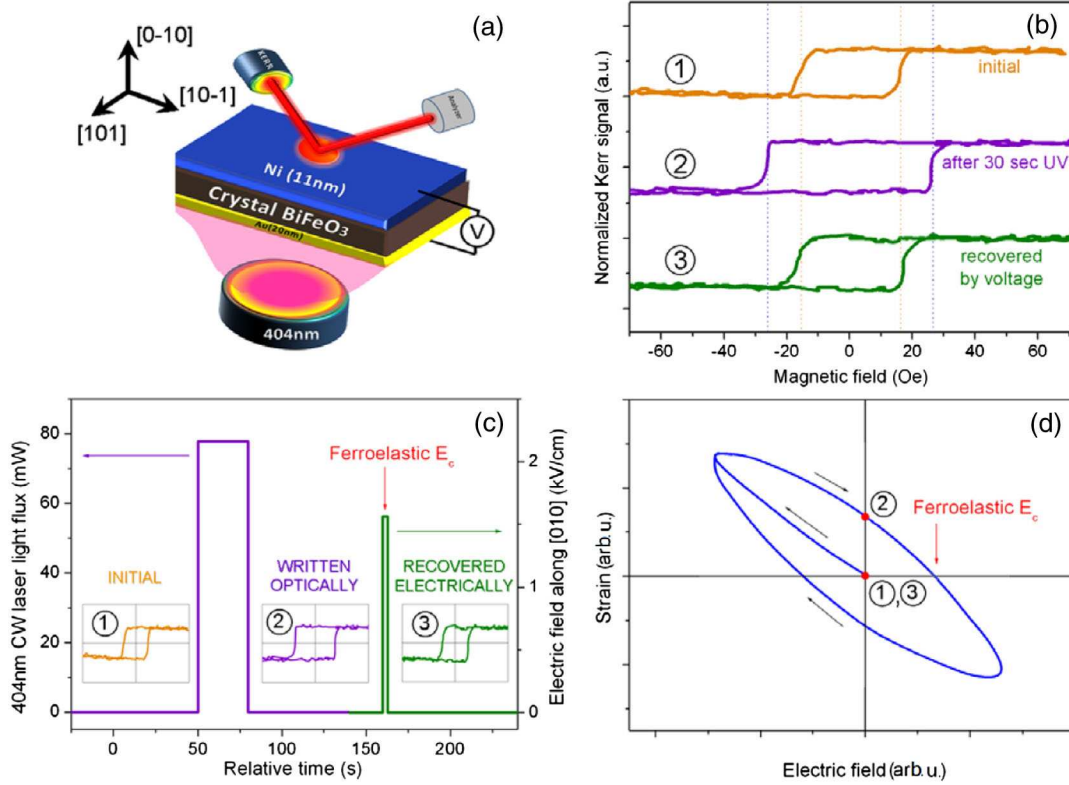 (a)
[0-10]
[10-1]
[101]
KERR
Analyzer
Ni (11nm)
Crystal BiFeO3
Au(20nm)
V
404nm
(b)
Normalized Kerr signal (a.u.)
1
initial
2
after 30 sec UV
3
recovered
by voltage
-60 -40 -20 0 20 40 60
Magnetic field (Oe)
(c)
404nm CW laser light flux (mW)
80
60
40
20
0
Ferroelastic Ec
INITIAL
WRITTEN
OPTICALLY
RECOVERED
ELECTRICALLY
1
2
3
2
1
0
Electric field along [010] (kV/cm)
0 50 100 150 200
Relative time (s)
(d)
Strain (arb.u.)
2
Ferroelastic Ec
1,3
Electric field (arb.u.)